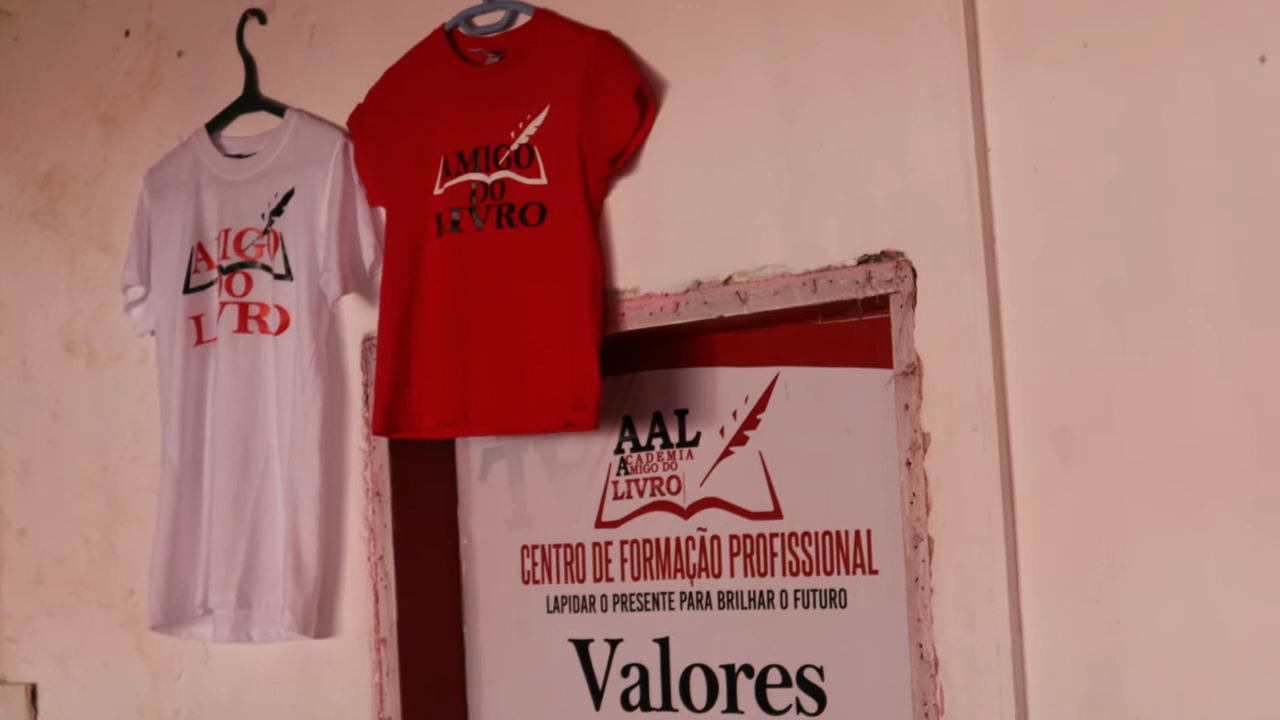 AMIGO
DO
LIVRO
AMIGO
DO
LIVRO
AAL
ACADEMIA
AMIGO DO
LIVRO
CENTRO DE FORMAÇÃO PROFISSIONAL
LAPIDAR O PRESENTE PARA BRILHAR O FUTURO
Valores